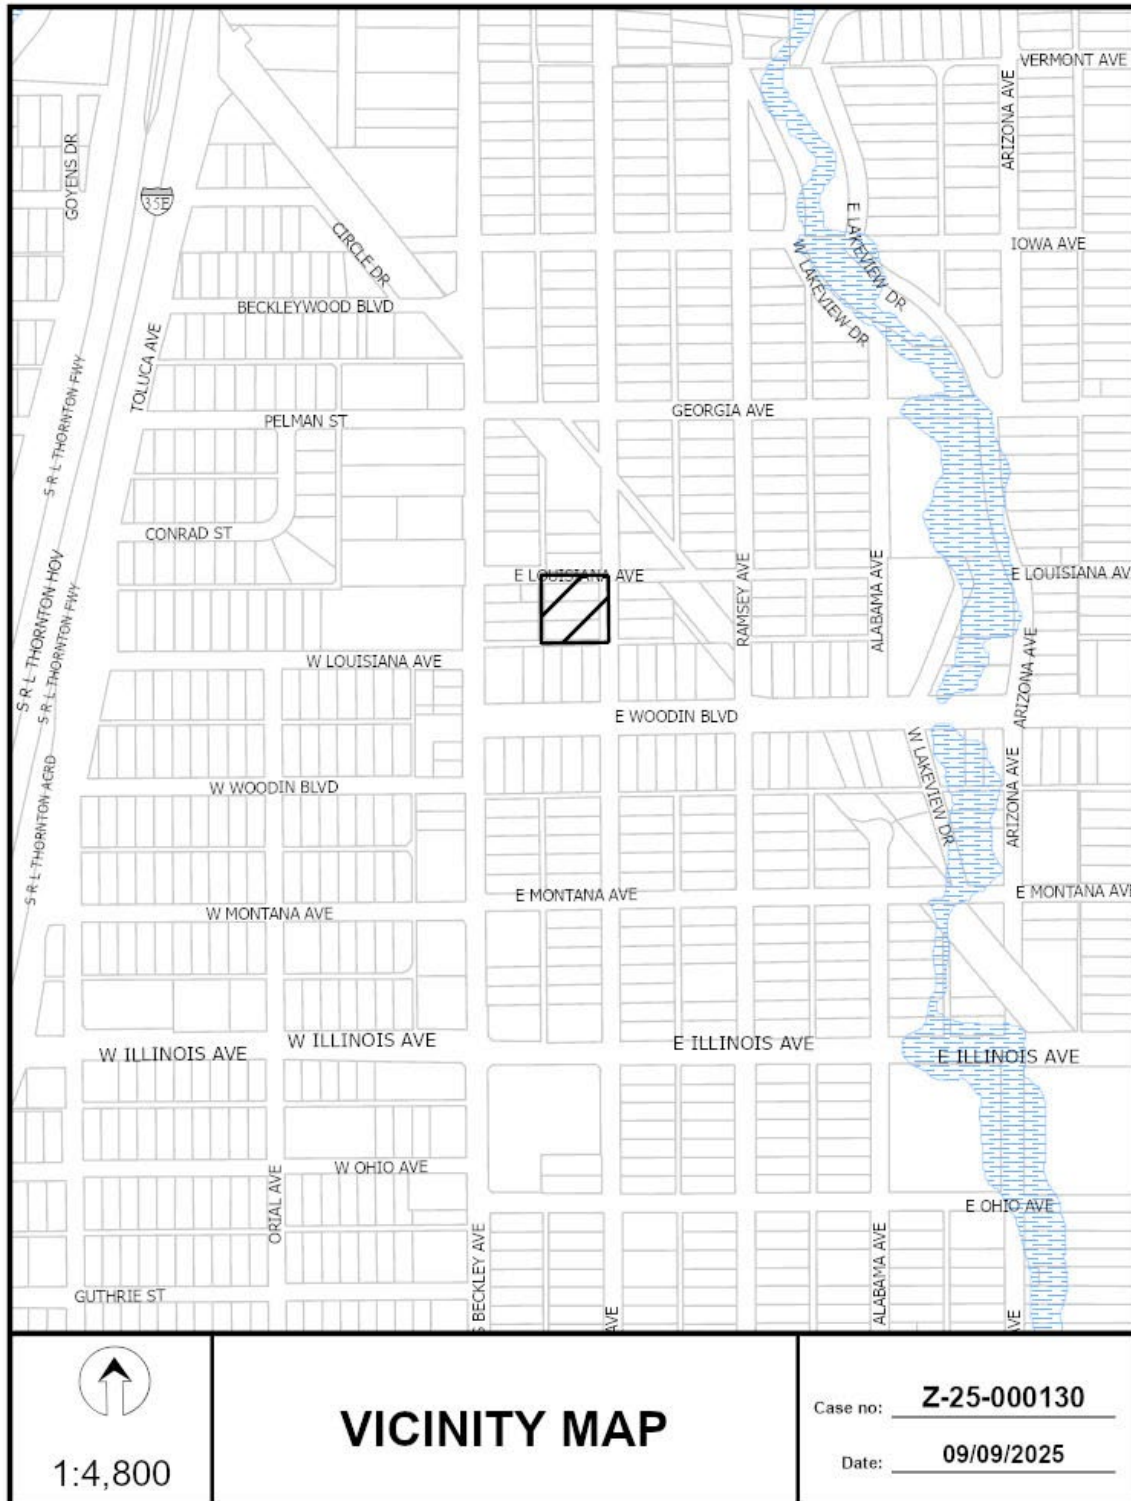 VERMONT AVE
ARIZONA AVE
GOYENS DR
35E
E LAKEVIEW DR
CIRCLE DR
IOWA AVE
W LAKEVIEW DR
BECKLEYWOOD BLVD
TOLUCA AVE
S R L THORNTON FWY
GEORGIA AVE
PELMAN ST
CONRAD ST
S R L THORNTON HOV
S R L THORNTON FWY
E LOUISIANA AVE
RAMSEY AVE
ALABAMA AVE
E LOUISIANA AV
W LOUISIANA AVE
ARIZONA AVE
E WOODIN BLVD
W LAKEVIEW DR
ARIZONA AVE
W WOODIN BLVD
S R L THORNTON ACRD
E MONTANA AVE
E MONTANA AV
W MONTANA AVE
W ILLINOIS AVE
W ILLINOIS AVE
E ILLINOIS AVE
E ILLINOIS AVE
W OHIO AVE
ORIAL AVE
E OHIO AVE
S BECKLEY AVE
ALABAMA AVE
GUTHRIE ST
AVE
AVE
1:4,800
VICINITY MAP
Case no: Z-25-000130
Date: 09/09/2025